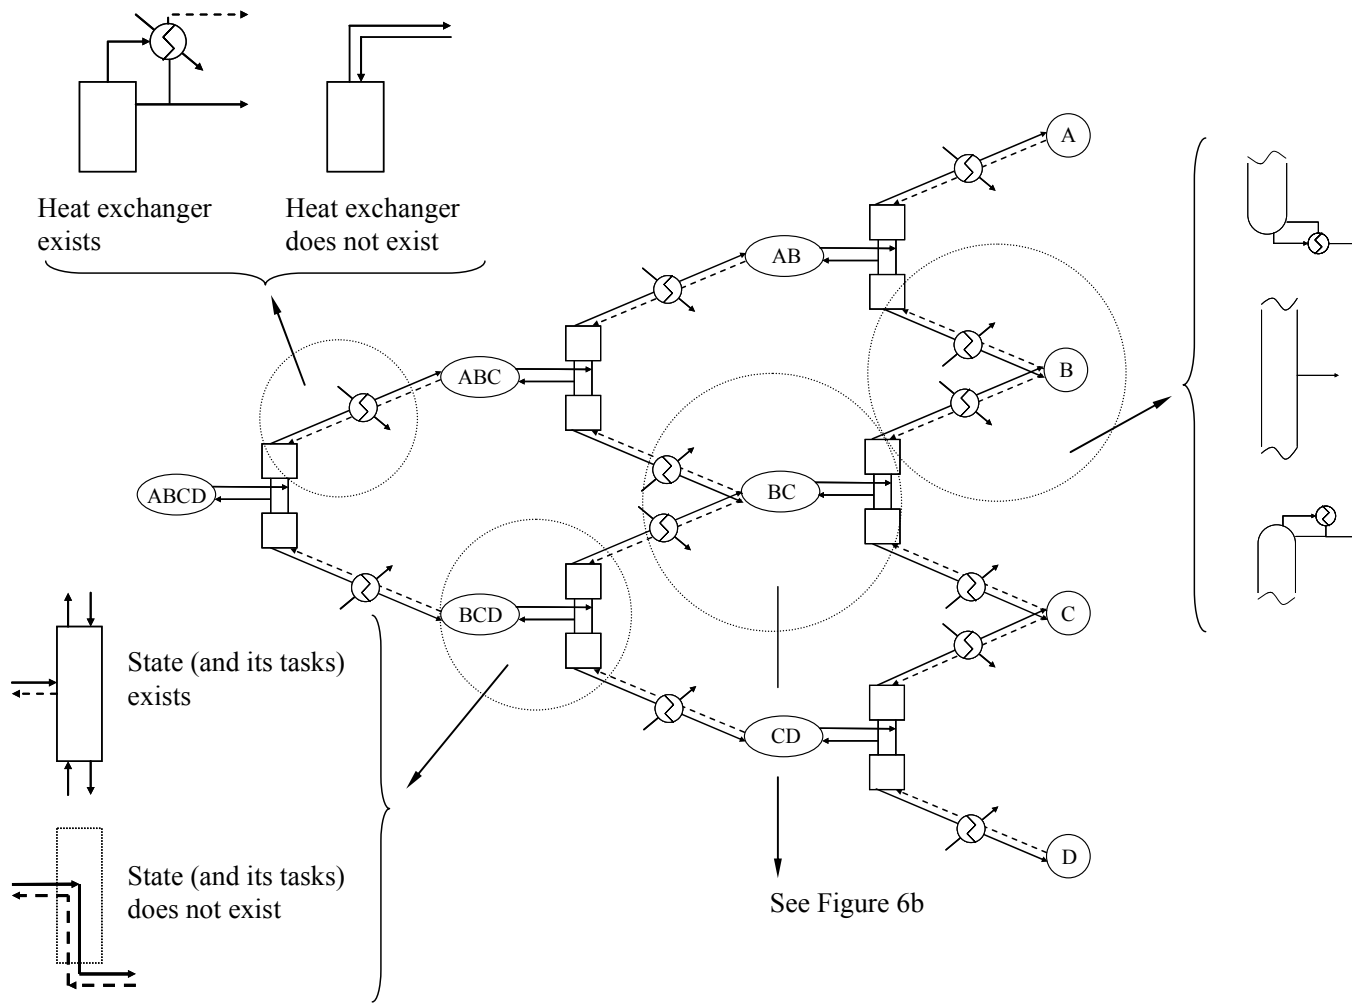 Heat exchanger
exists
Heat exchanger
does not exist
A
AB
ABC
B
ABCD
BC
BCD
C
CD
D
State (and its tasks)
exists
State (and its tasks)
does not exist
See Figure 6b